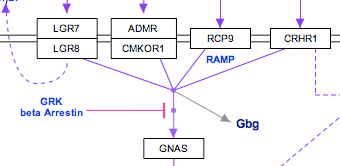 LGR7
ADMR
LGR8
CMKOR1
RCP9
CRHR1
RAMP
GRK
beta Arrestin
Gbg
GNAS